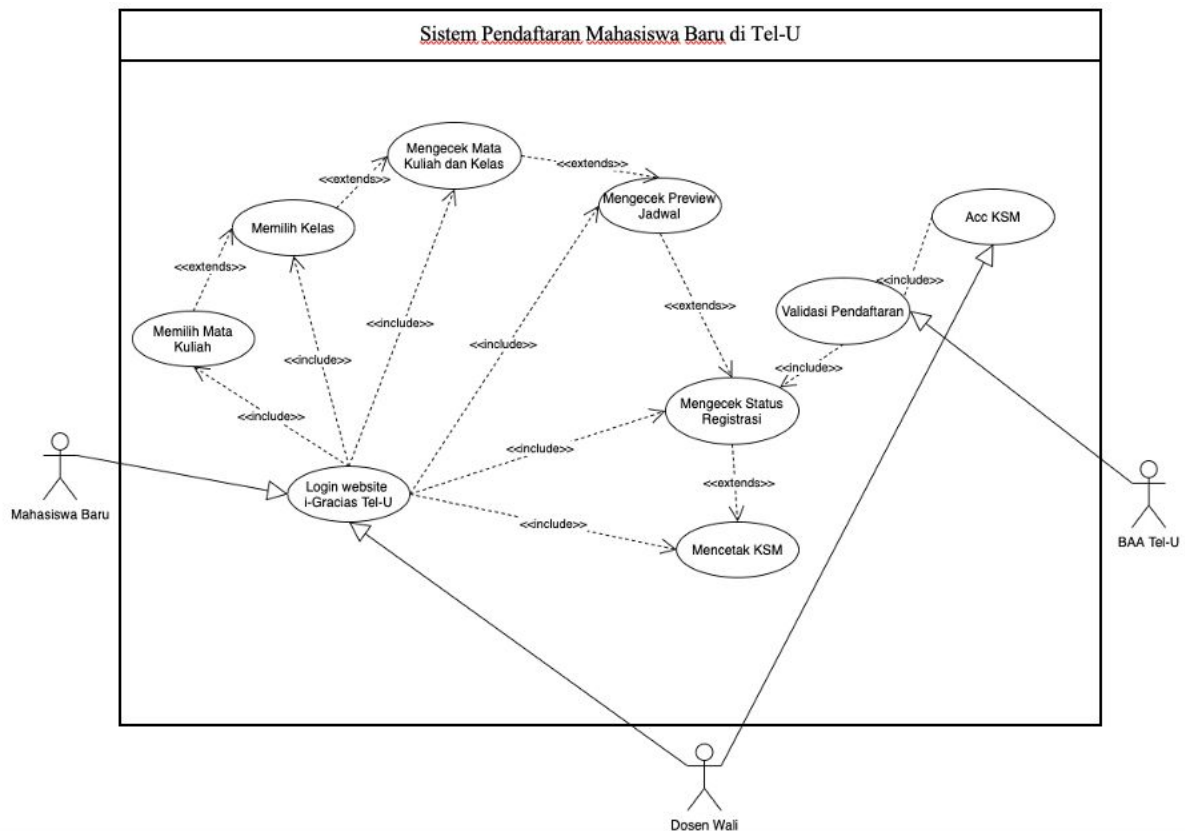 Sistem Pendaftaran Mahasiswa Baru di Tel-U
Mengecek Mata
Kuliah dan Kelas
<<extends>>
<<extends>>
Mengecek Preview
Jadwal
Acc KSM
Memilih Kelas
<<extends>>
<<include>>
Validasi Pendaftaran
<<extends>>
Memilih Mata
Kuliah
<<include>>
<<include>>
<<include>>
<<include>>
<<include>>
Mengecek Status
Registrasi
<<include>>
<<extends>>
Login website
i-Gracias Tel-U
<<include>>
Mencetak KSM
Mahasiswa Baru
BAA Tel-U
Dosen Wali